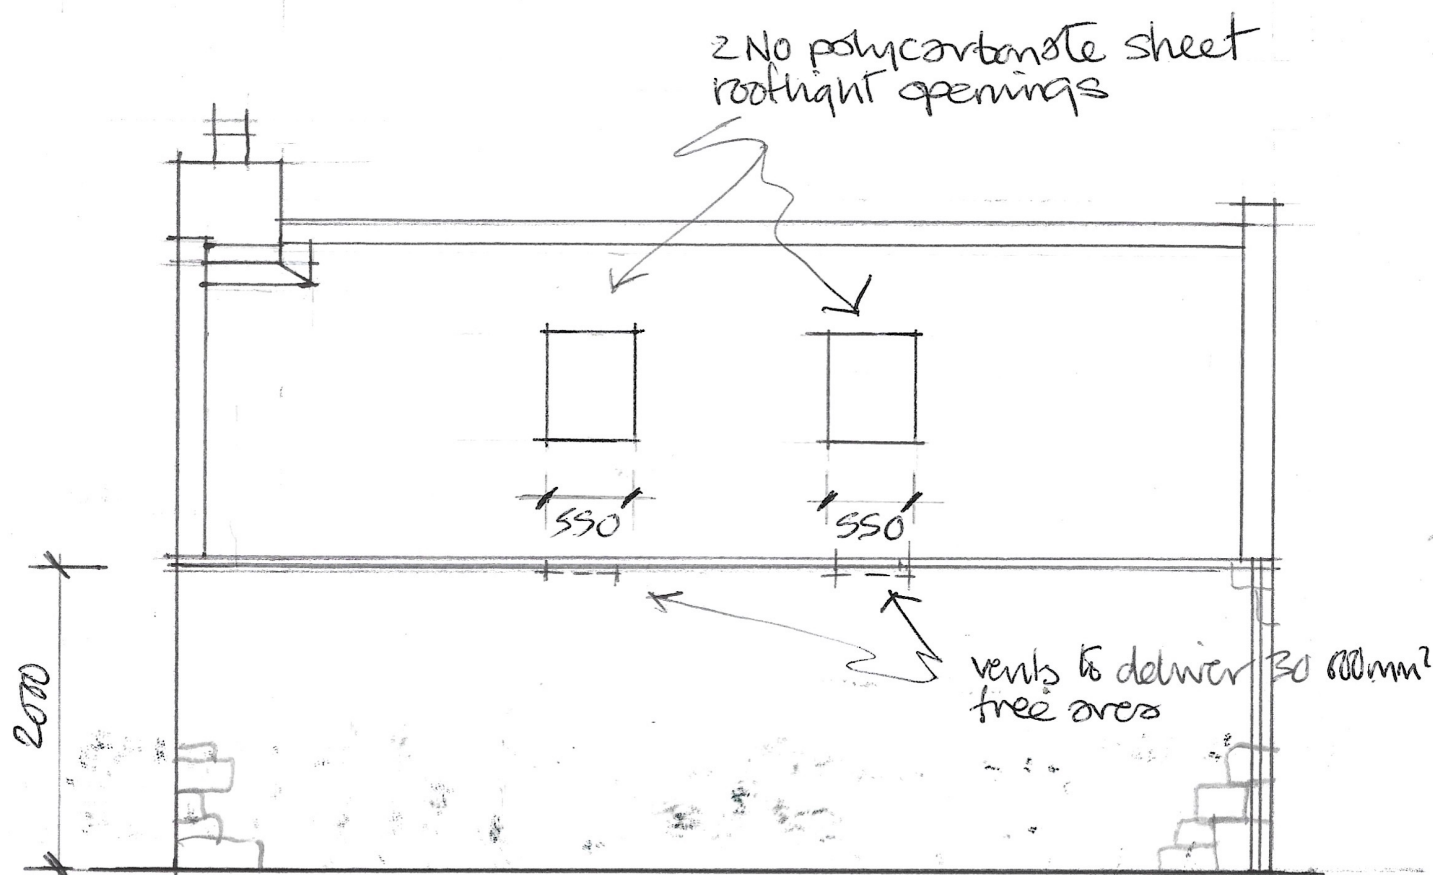 2 No polycarbonate sheet
rooflight openings
550
550
2000
vents to deliver 30 000mm²
free area